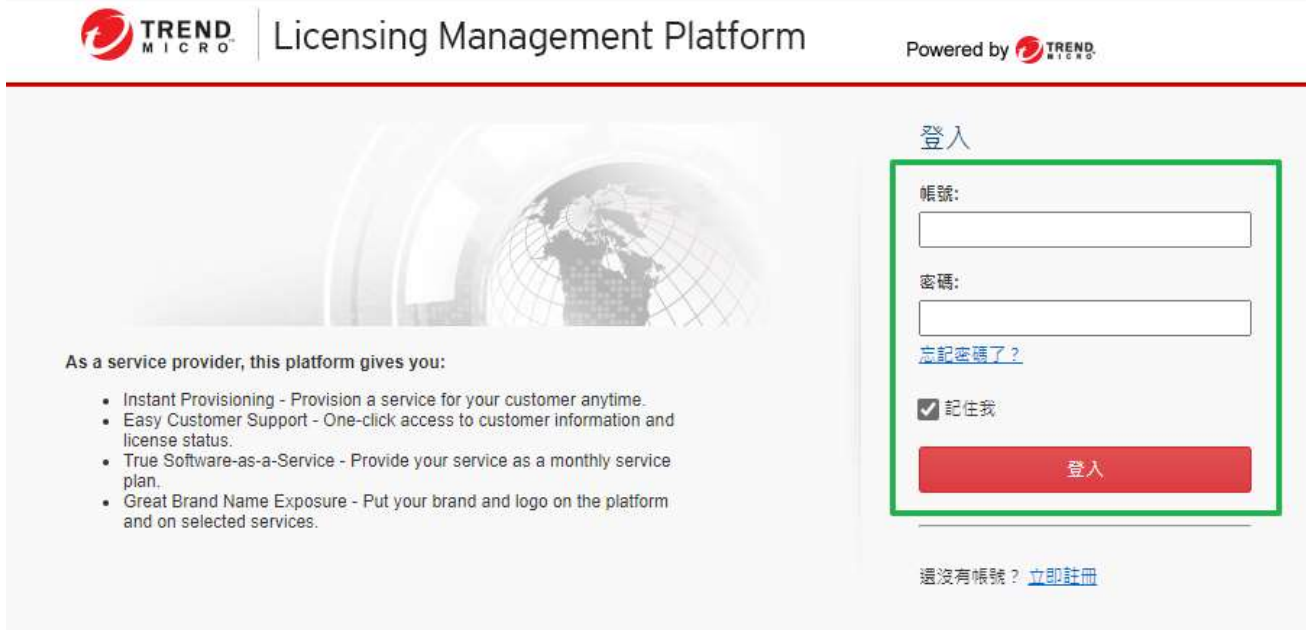 TREND MICRO Licensing Management Platform
Powered by TREND MICRO
登入
帳號:
密碼:
忘記密碼了？
記住我
登入
還沒有帳號？ 立即註冊
As a service provider, this platform gives you:
Instant Provisioning - Provision a service for your customer anytime.
Easy Customer Support - One-click access to customer information and
license status.
True Software-as-a-Service - Provide your service as a monthly service
plan.
Great Brand Name Exposure - Put your brand and logo on the platform
and on selected services.